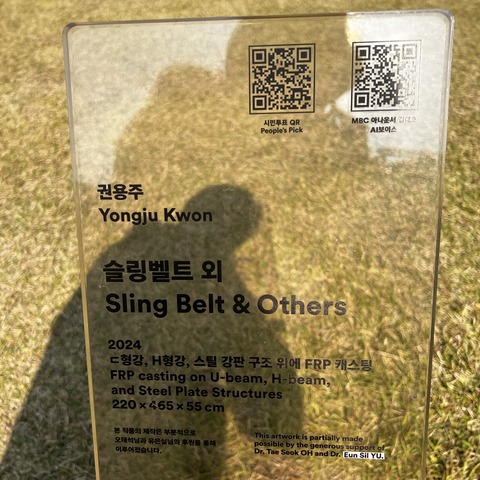 시민투표 QR
People's Pick
MBC 아나운서
AI보이스
권용주
Yongju Kwon
슬링벨트 외
Sling Belt & Others
2024
ㄷ형강, H형강, 스틸 강판 구조 위에 FRP 캐스팅
FRP casting on U-beam, H-beam,
and Steel Plate Structures
220 × 465 × 55 cm
본 작품의 제작은 부분적으로
오태석님과 유은실님의 후원을 통해
이루어졌습니다.
This artwork is partially made
possible by the generous support of
Dr. Tae Seok OH and Dr. Eun Sil YU.